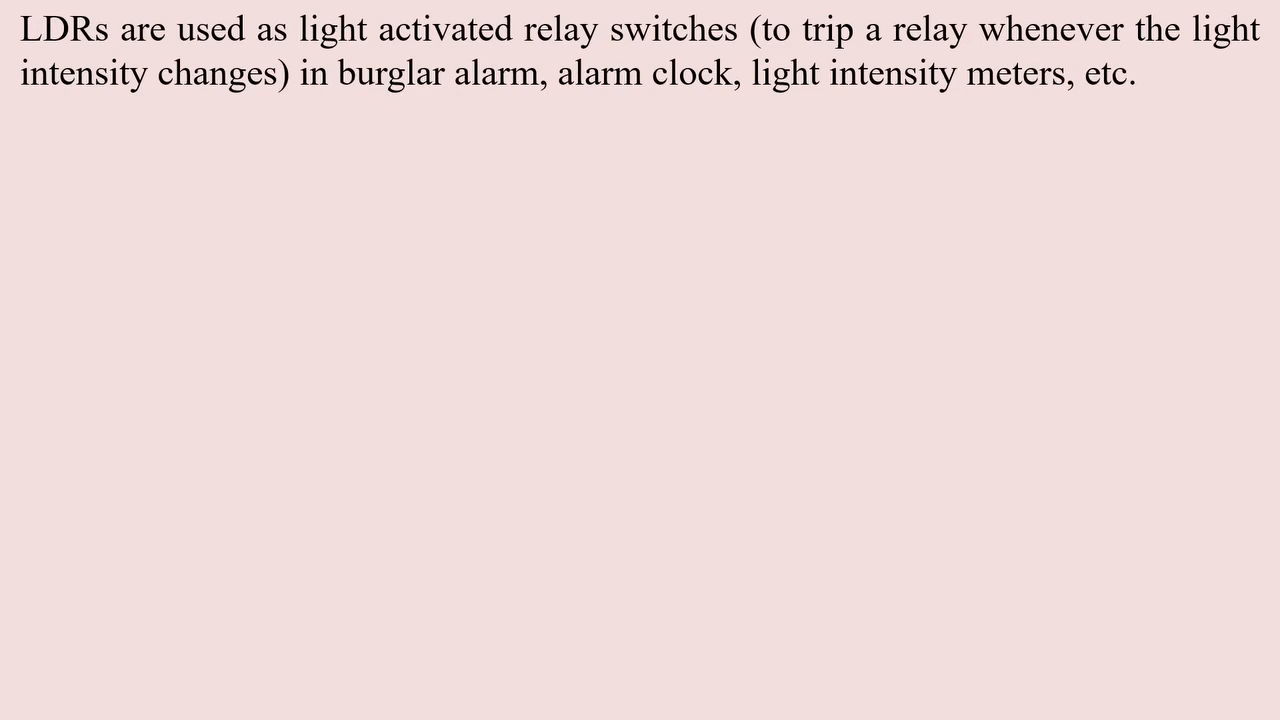 LDRs are used as light activated relay switches (to trip a relay whenever the light
intensity changes) in burglar alarm, alarm clock, light intensity meters, etc.